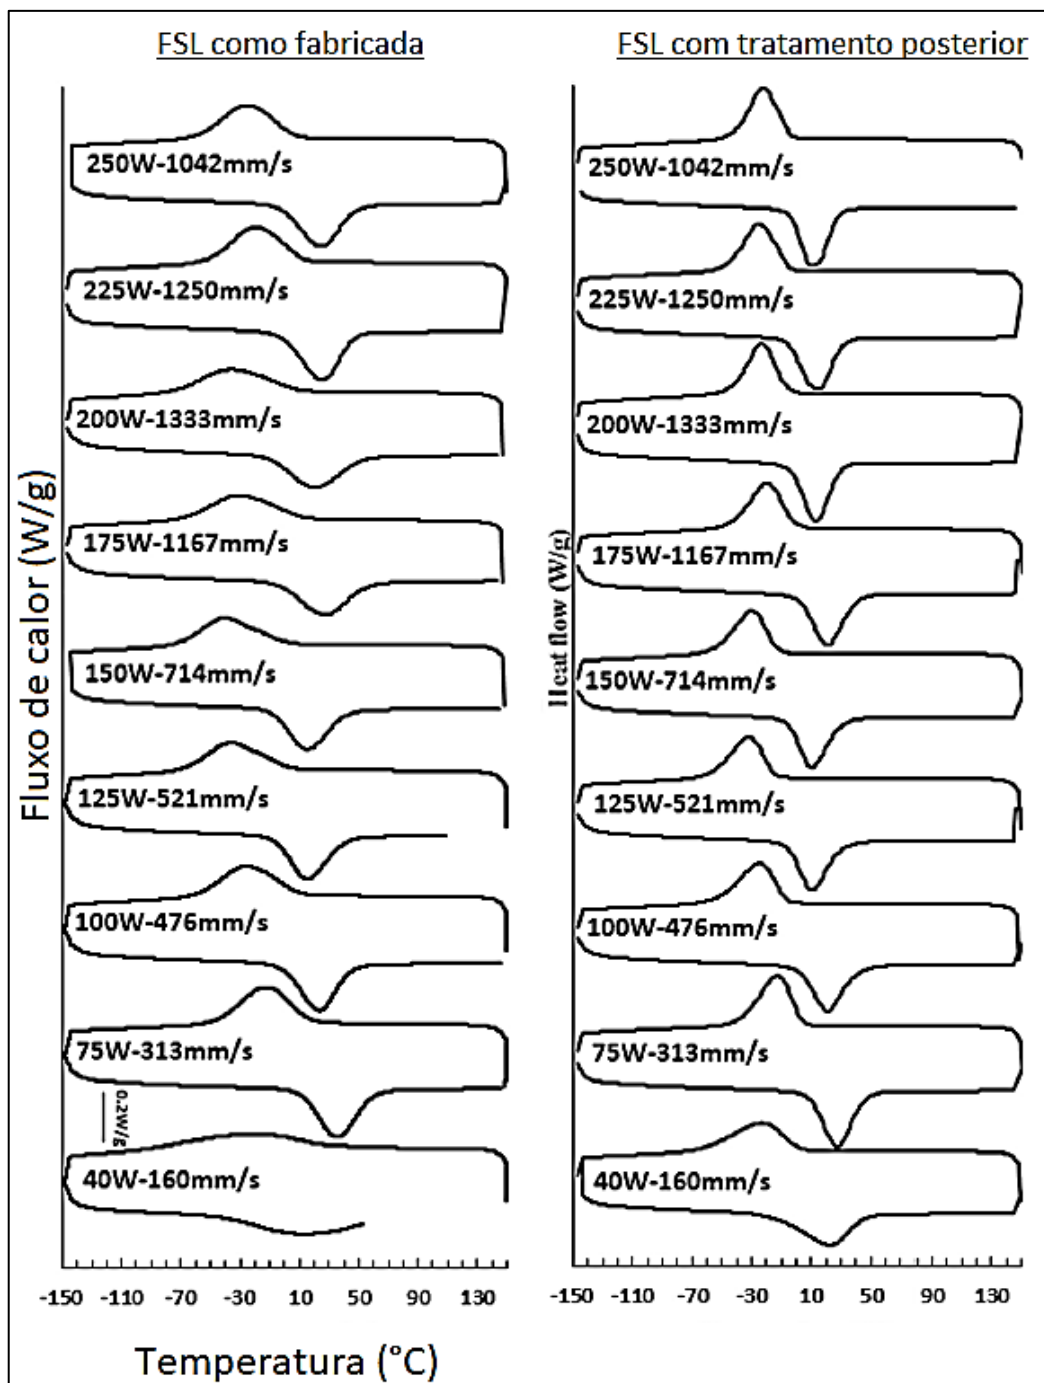 FSL como fabricada
FSL com tratamento posterior
Fluxo de calor (W/g)
250W-1042mm/s
225W-1250mm/s
200W-1333mm/s
175W-1167mm/s
150W-714mm/s
125W-521mm/s
100W-476mm/s
75W-313mm/s
0.2W/g
40W-160mm/s
-150 -110 -70 -30 10 50 90 130
Temperatura (°C)
Heat flow (W/g)
250W-1042mm/s
225W-1250mm/s
200W-1333mm/s
175W-1167mm/s
150W-714mm/s
125W-521mm/s
100W-476mm/s
75W-313mm/s
40W-160mm/s
-150 -110 -70 -30 10 50 90 130